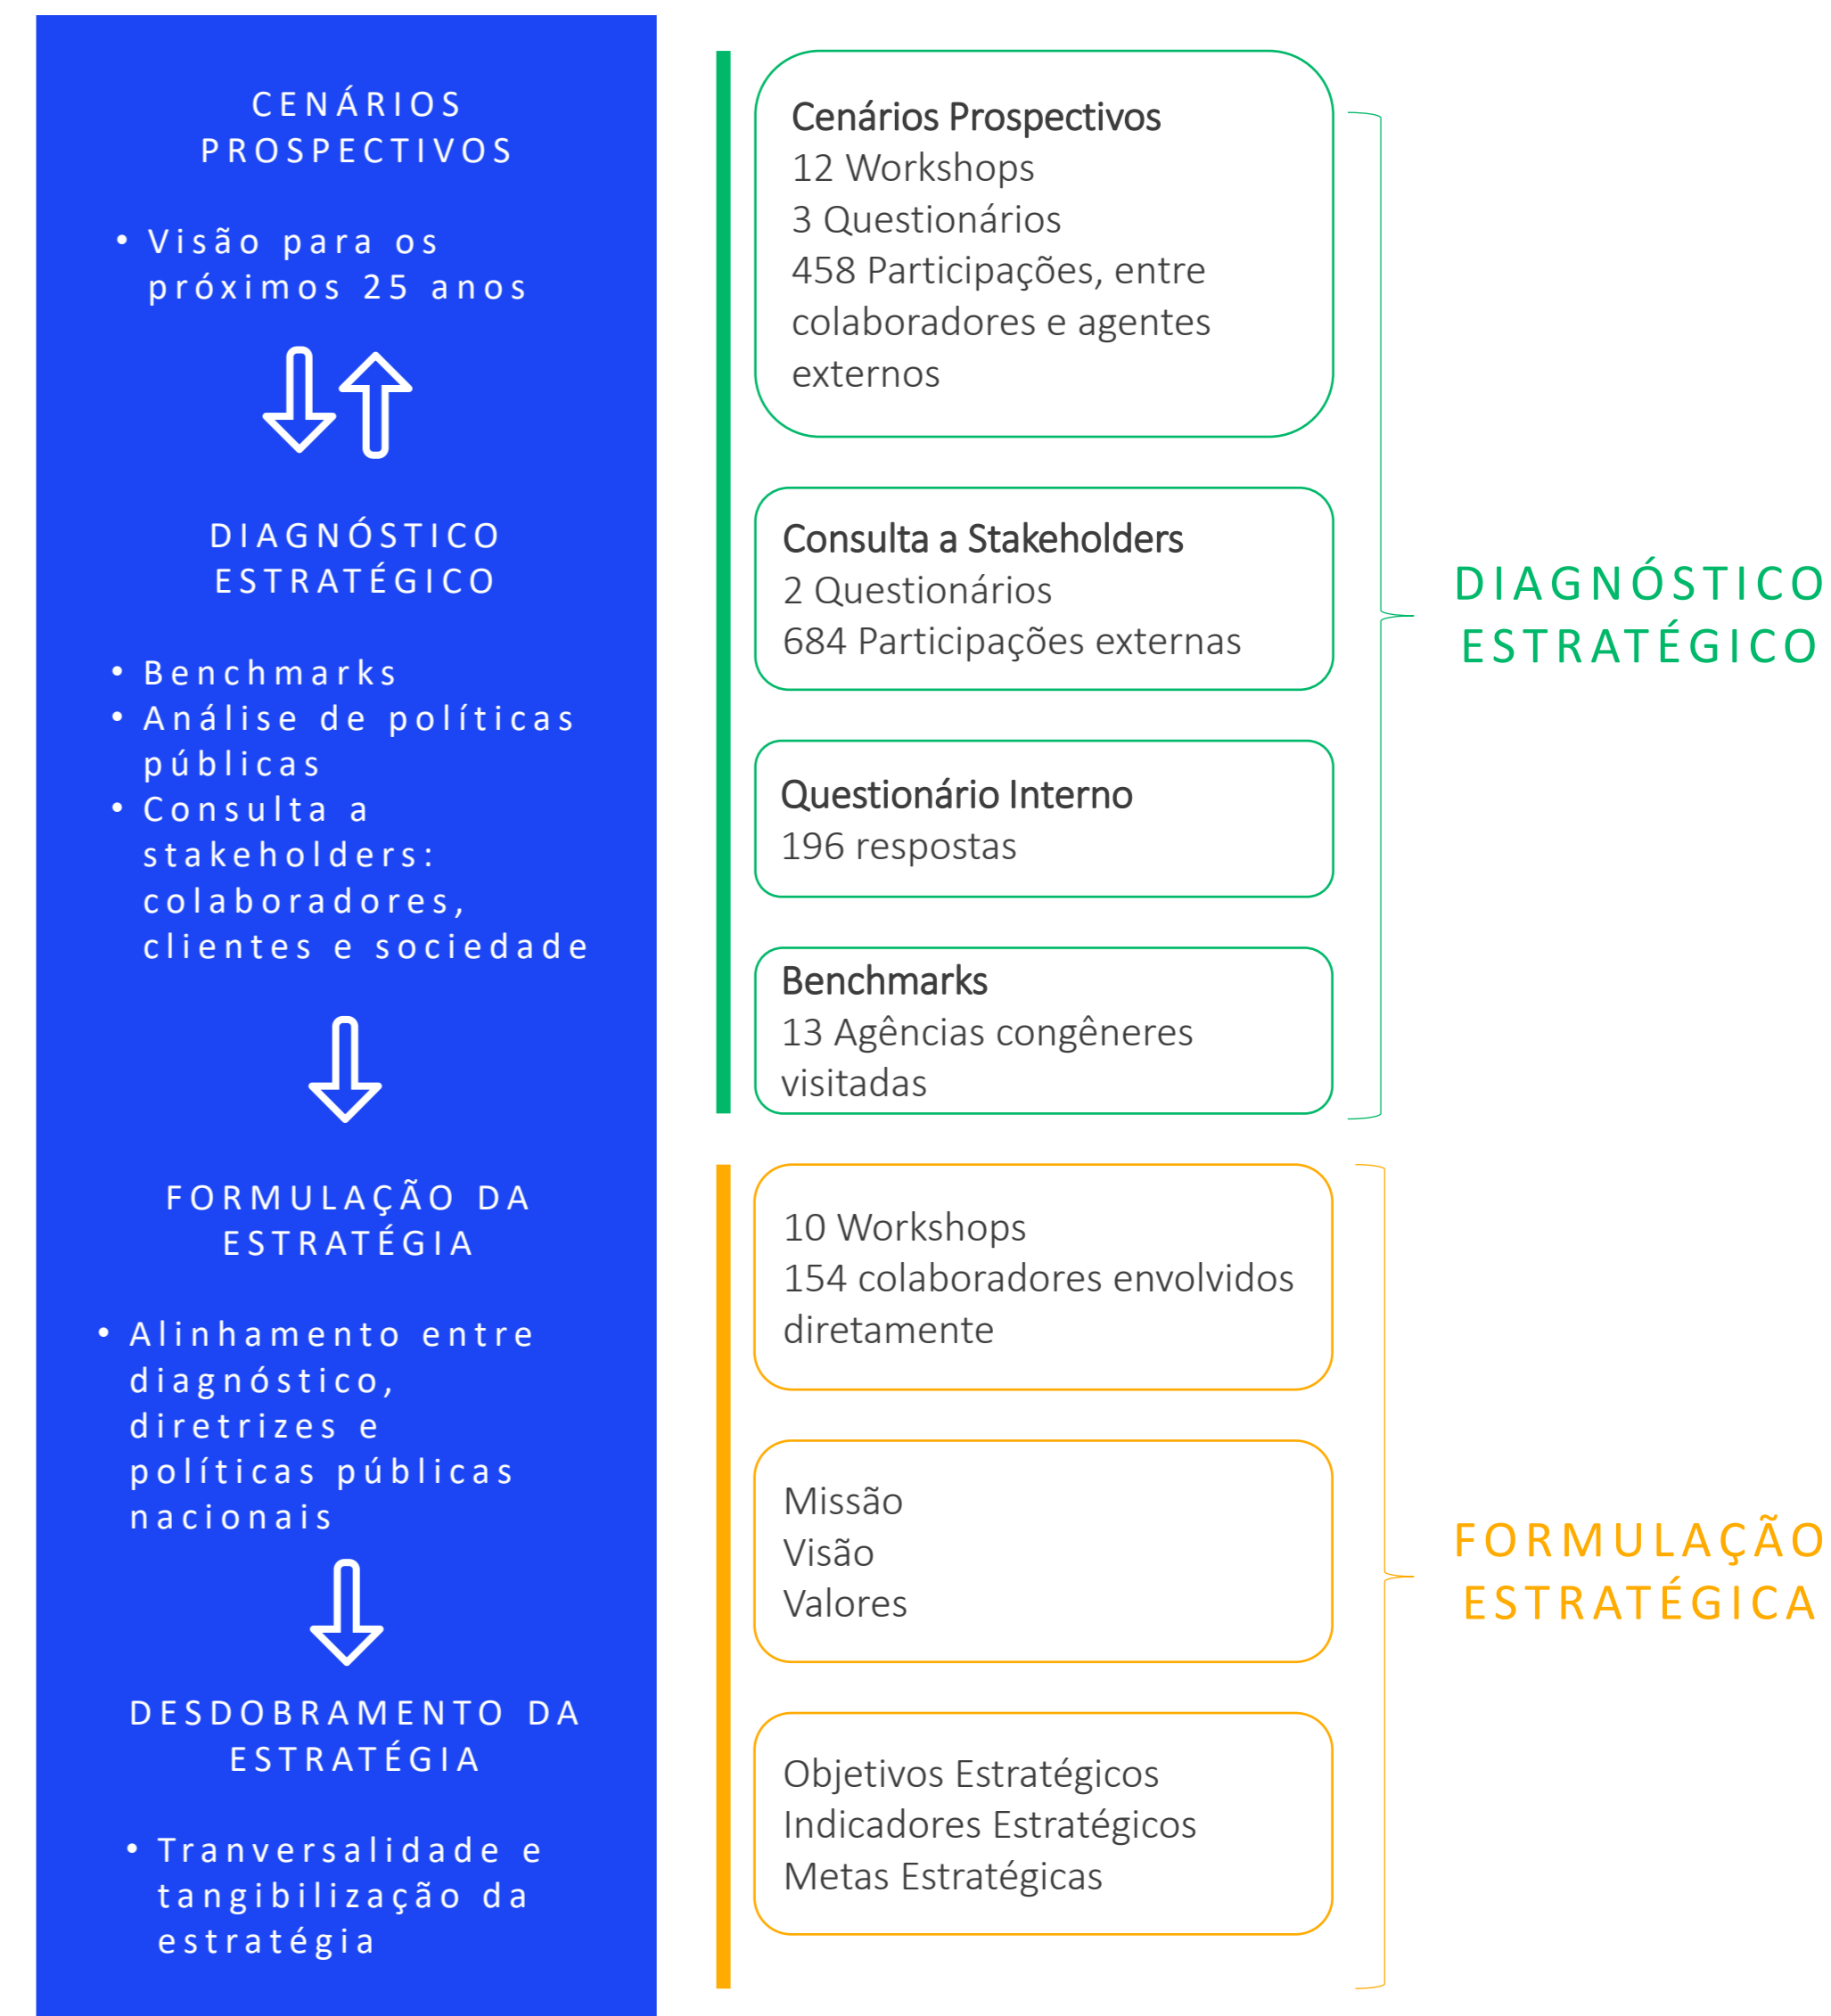 CENÁRIOS
PROSPECTIVOS
• Visão para os
próximos 25 anos
DIAGNÓSTICO
ESTRATÉGICO
• Benchmarks
• Análise de políticas
públicas
• Consulta a
stakeholders:
colaboradores,
clientes e sociedade
FORMULAÇÃO DA
ESTRATÉGIA
• Alinhamento entre
diagnóstico,
diretrizes e
políticas públicas
nacionais
DESDOBRAMENTO DA
ESTRATÉGIA
• Tranversalidade e
tangibilização da
estratégia
Cenários Prospectivos
12 Workshops
3 Questionários
458 Participações, entre
colaboradores e agentes
externos
Consulta a Stakeholders
2 Questionários
684 Participações externas
Questionário Interno
196 respostas
Benchmarks
13 Agências congêneres
visitadas
DIAGNÓSTICO
ESTRATÉGICO
10 Workshops
154 colaboradores envolvidos
diretamente
Missão
Visão
Valores
Objetivos Estratégicos
Indicadores Estratégicos
Metas Estratégicas
FORMULAÇÃO
ESTRATÉGICA